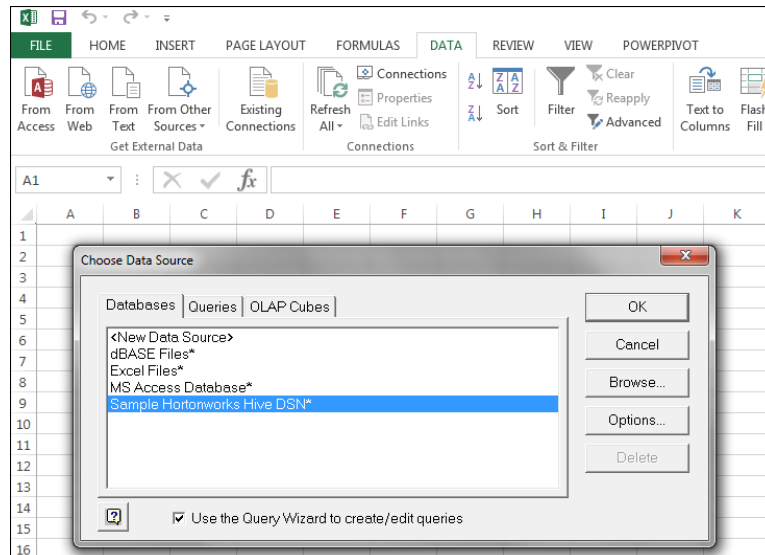 FILE HOME INSERT PAGE LAYOUT FORMULAS DATA REVIEW VIEW POWERPIVOT
From Access
From Web
From Text
From Other Sources
Existing Connections
Get External Data
Refresh All
Connections
Properties
Edit Links
Connections
Sort
Filter
Clear
Reapply
Advanced
Sort & Filter
Text to Columns
Flash Fill
A1 fx
A B C D E F G H I J K
1
2
3
4
5
6
7
8
9
10
11
12
13
14
15
16
Choose Data Source
Databases Queries OLAP Cubes
<New Data Source>
dBASE Files*
Excel Files*
MS Access Database*
Sample Hortonworks Hive DSN*
OK
Cancel
Browse...
Options...
Delete
Use the Query Wizard to create/edit queries